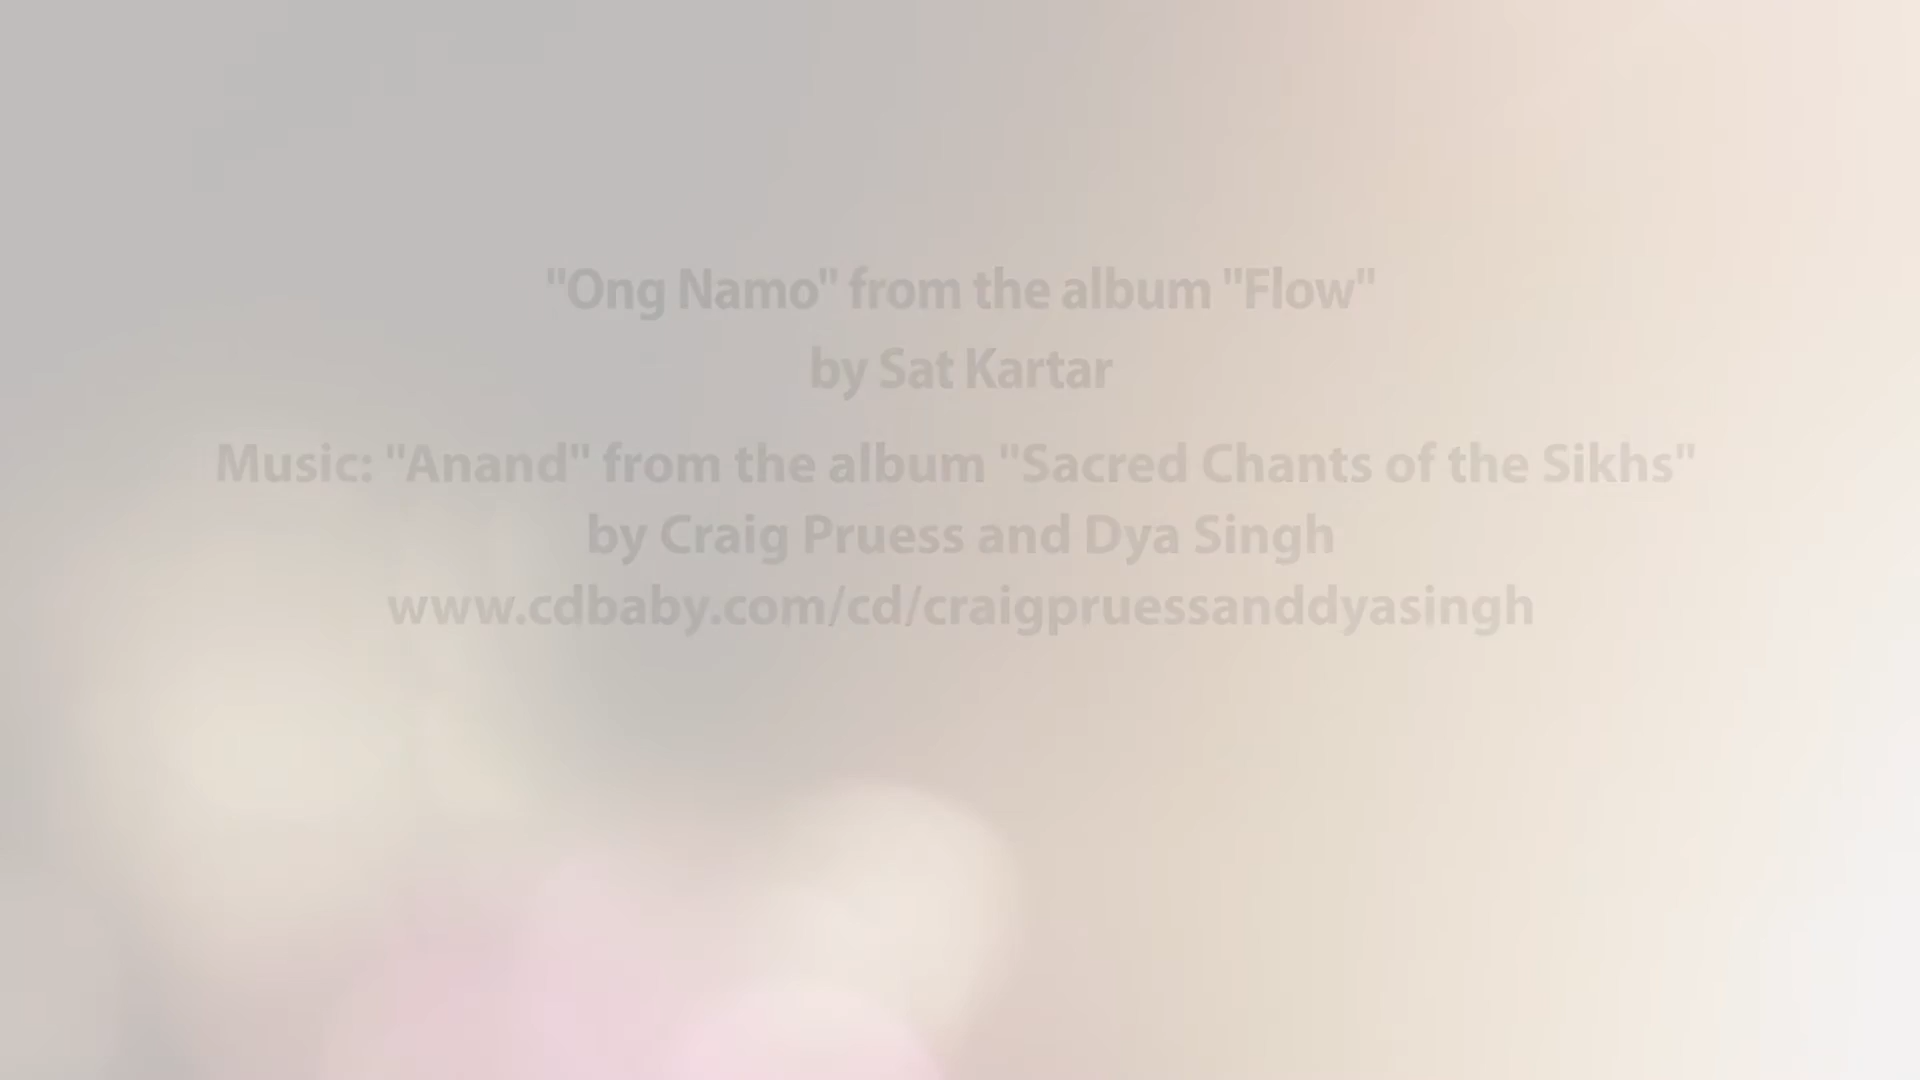 "Ong Namo" from the album "Flow"
by Sat Kartar
Music: "Anand" from the album "Sacred Chants of the Sikhs"
by Craig Pruess and Dya Singh
www.cdbaby.com/cd/craigpruessanddyasingh